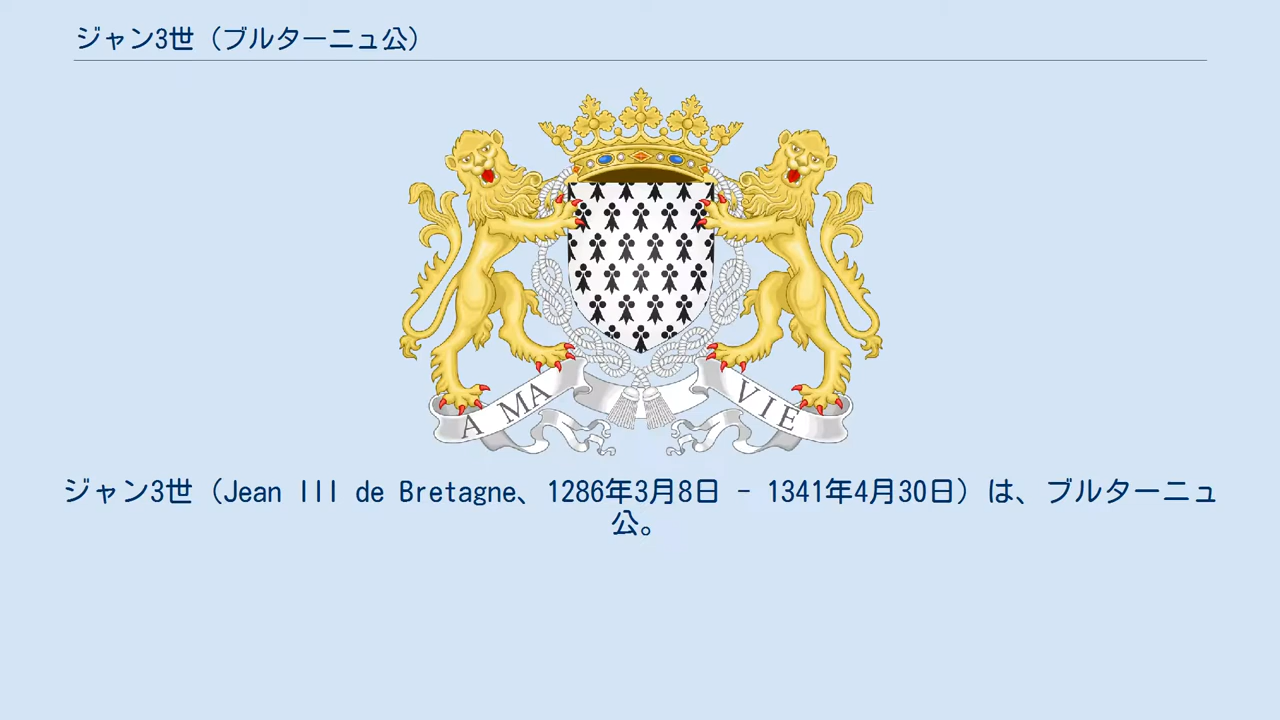 ジャン3世（ブルターニュ公）
A MA VIE
ジャン3世（Jean III de Bretagne、1286年3月8日 - 1341年4月30日）は、ブルターニュ
公。